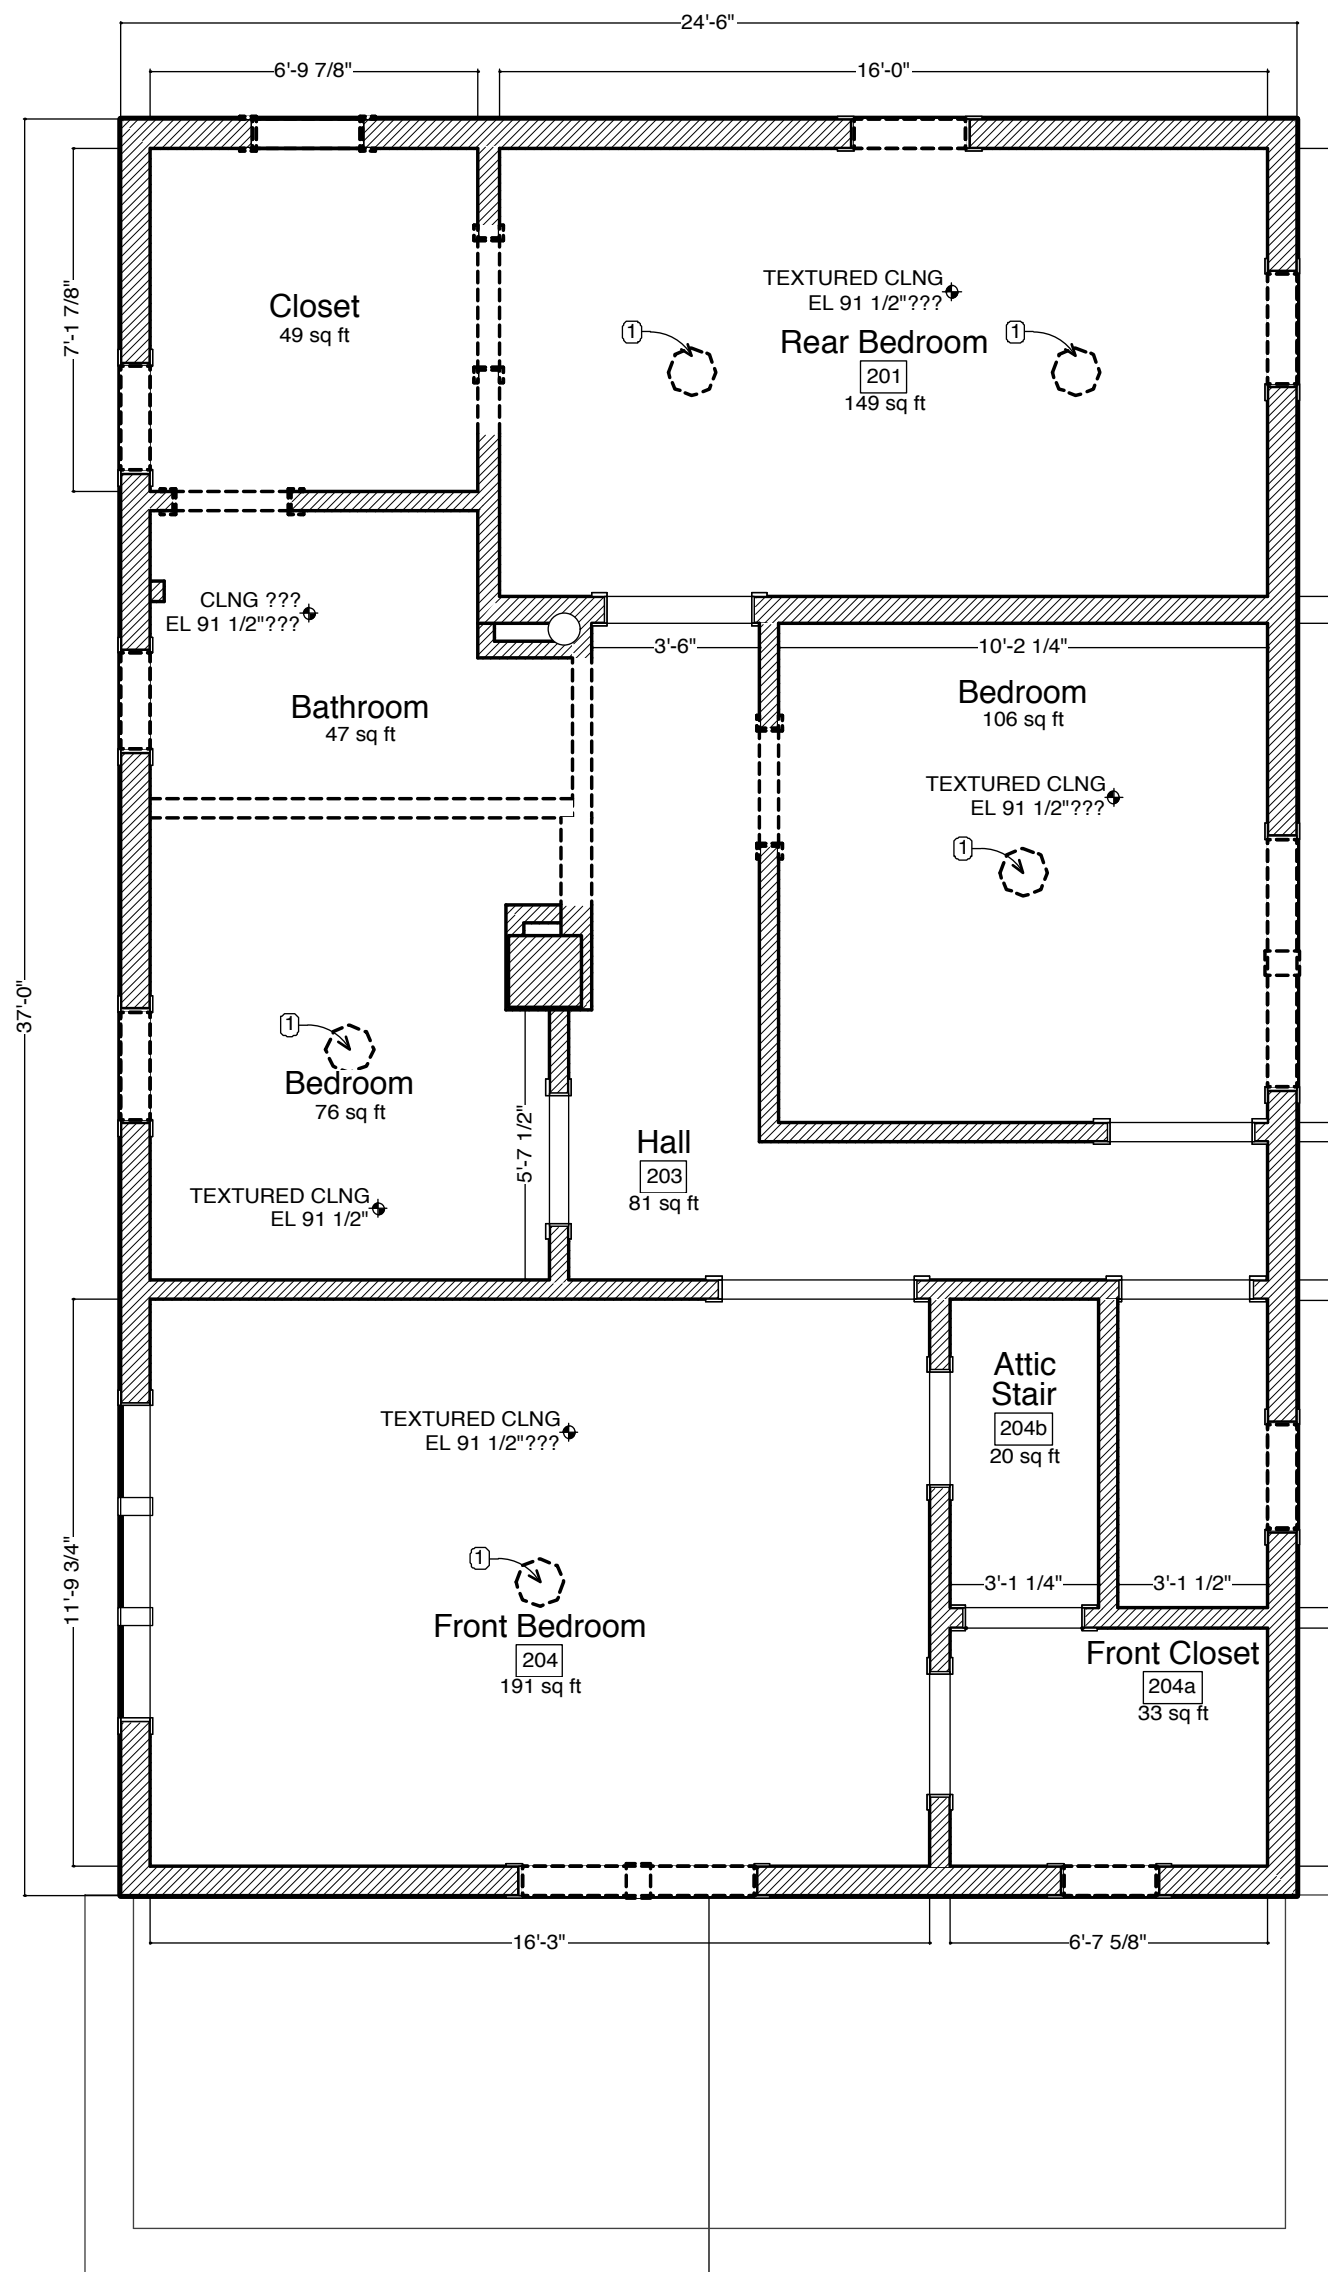 24'-6"
6'-9 7/8"
16'-0"
7'-1 7/8"
Closet
49 sq ft
TEXTURED CLNG
EL 91 1/2"???
1
Rear Bedroom
1
201
149 sq ft
CLNG ???
EL 91 1/2"???
3'-6"
10'-2 1/4"
Bathroom
47 sq ft
Bedroom
106 sq ft
TEXTURED CLNG
EL 91 1/2"???
1
37'-0"
1
Bedroom
76 sq ft
5'-7 1/2"
Hall
203
81 sq ft
TEXTURED CLNG
EL 91 1/2"
Attic
Stair
204b
20 sq ft
TEXTURED CLNG
EL 91 1/2"???
11'-9 3/4"
1
3'-1 1/4"
3'-1 1/2"
Front Bedroom
204
191 sq ft
Front Closet
204a
33 sq ft
16'-3"
6'-7 5/8"